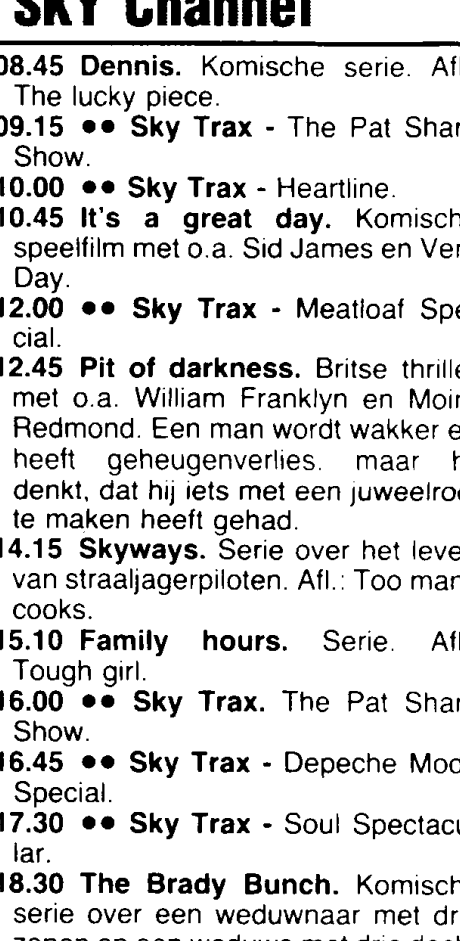 SKY Channel
08.45 Dennis. Komische serie. Afl
The lucky piece.
09.15 •• Sky Trax - The Pat Shar
Show.
10.00 •• Sky Trax - Heartline.
10.45 It's a great day. Komisch
speelfilm met o.a. Sid James en Ver
Day.
12.00 •• Sky Trax - Meatloaf Spe
cial.
12.45 Pit of darkness. Britse thrille
met o.a. William Franklyn en Moir
Redmond. Een man wordt wakker e
heeft geheugenverlies. maar h
denkt, dat hij iets met een juweelroo
te maken heeft gehad.
14.15 Skyways. Serie over het leve
van straaljagerpiloten. Afl.: Too man
cooks.
15.10 Family hours. Serie. Afl
Tough girl.
16.00 •• Sky Trax. The Pat Shar
Show.
16.45 •• Sky Trax - Depeche Mod
Special.
17.30 •• Sky Trax - Soul Spectacu
lar.
18.30 The Brady Bunch. Komisch
serie over een weduwnaar met dri